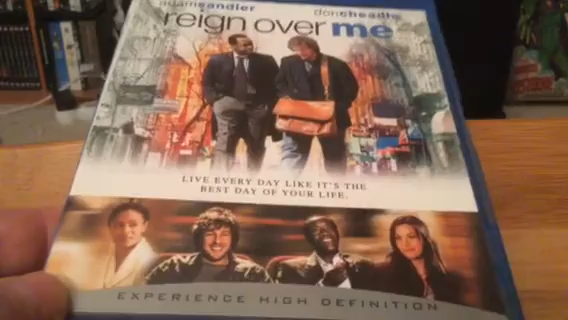 adamsandler doncheadle
reign over me
LIVE EVERY DAY LIKE IT'S THE
BEST DAY OF YOUR LIFE.
EXPERIENCE HIGH DEFINITION